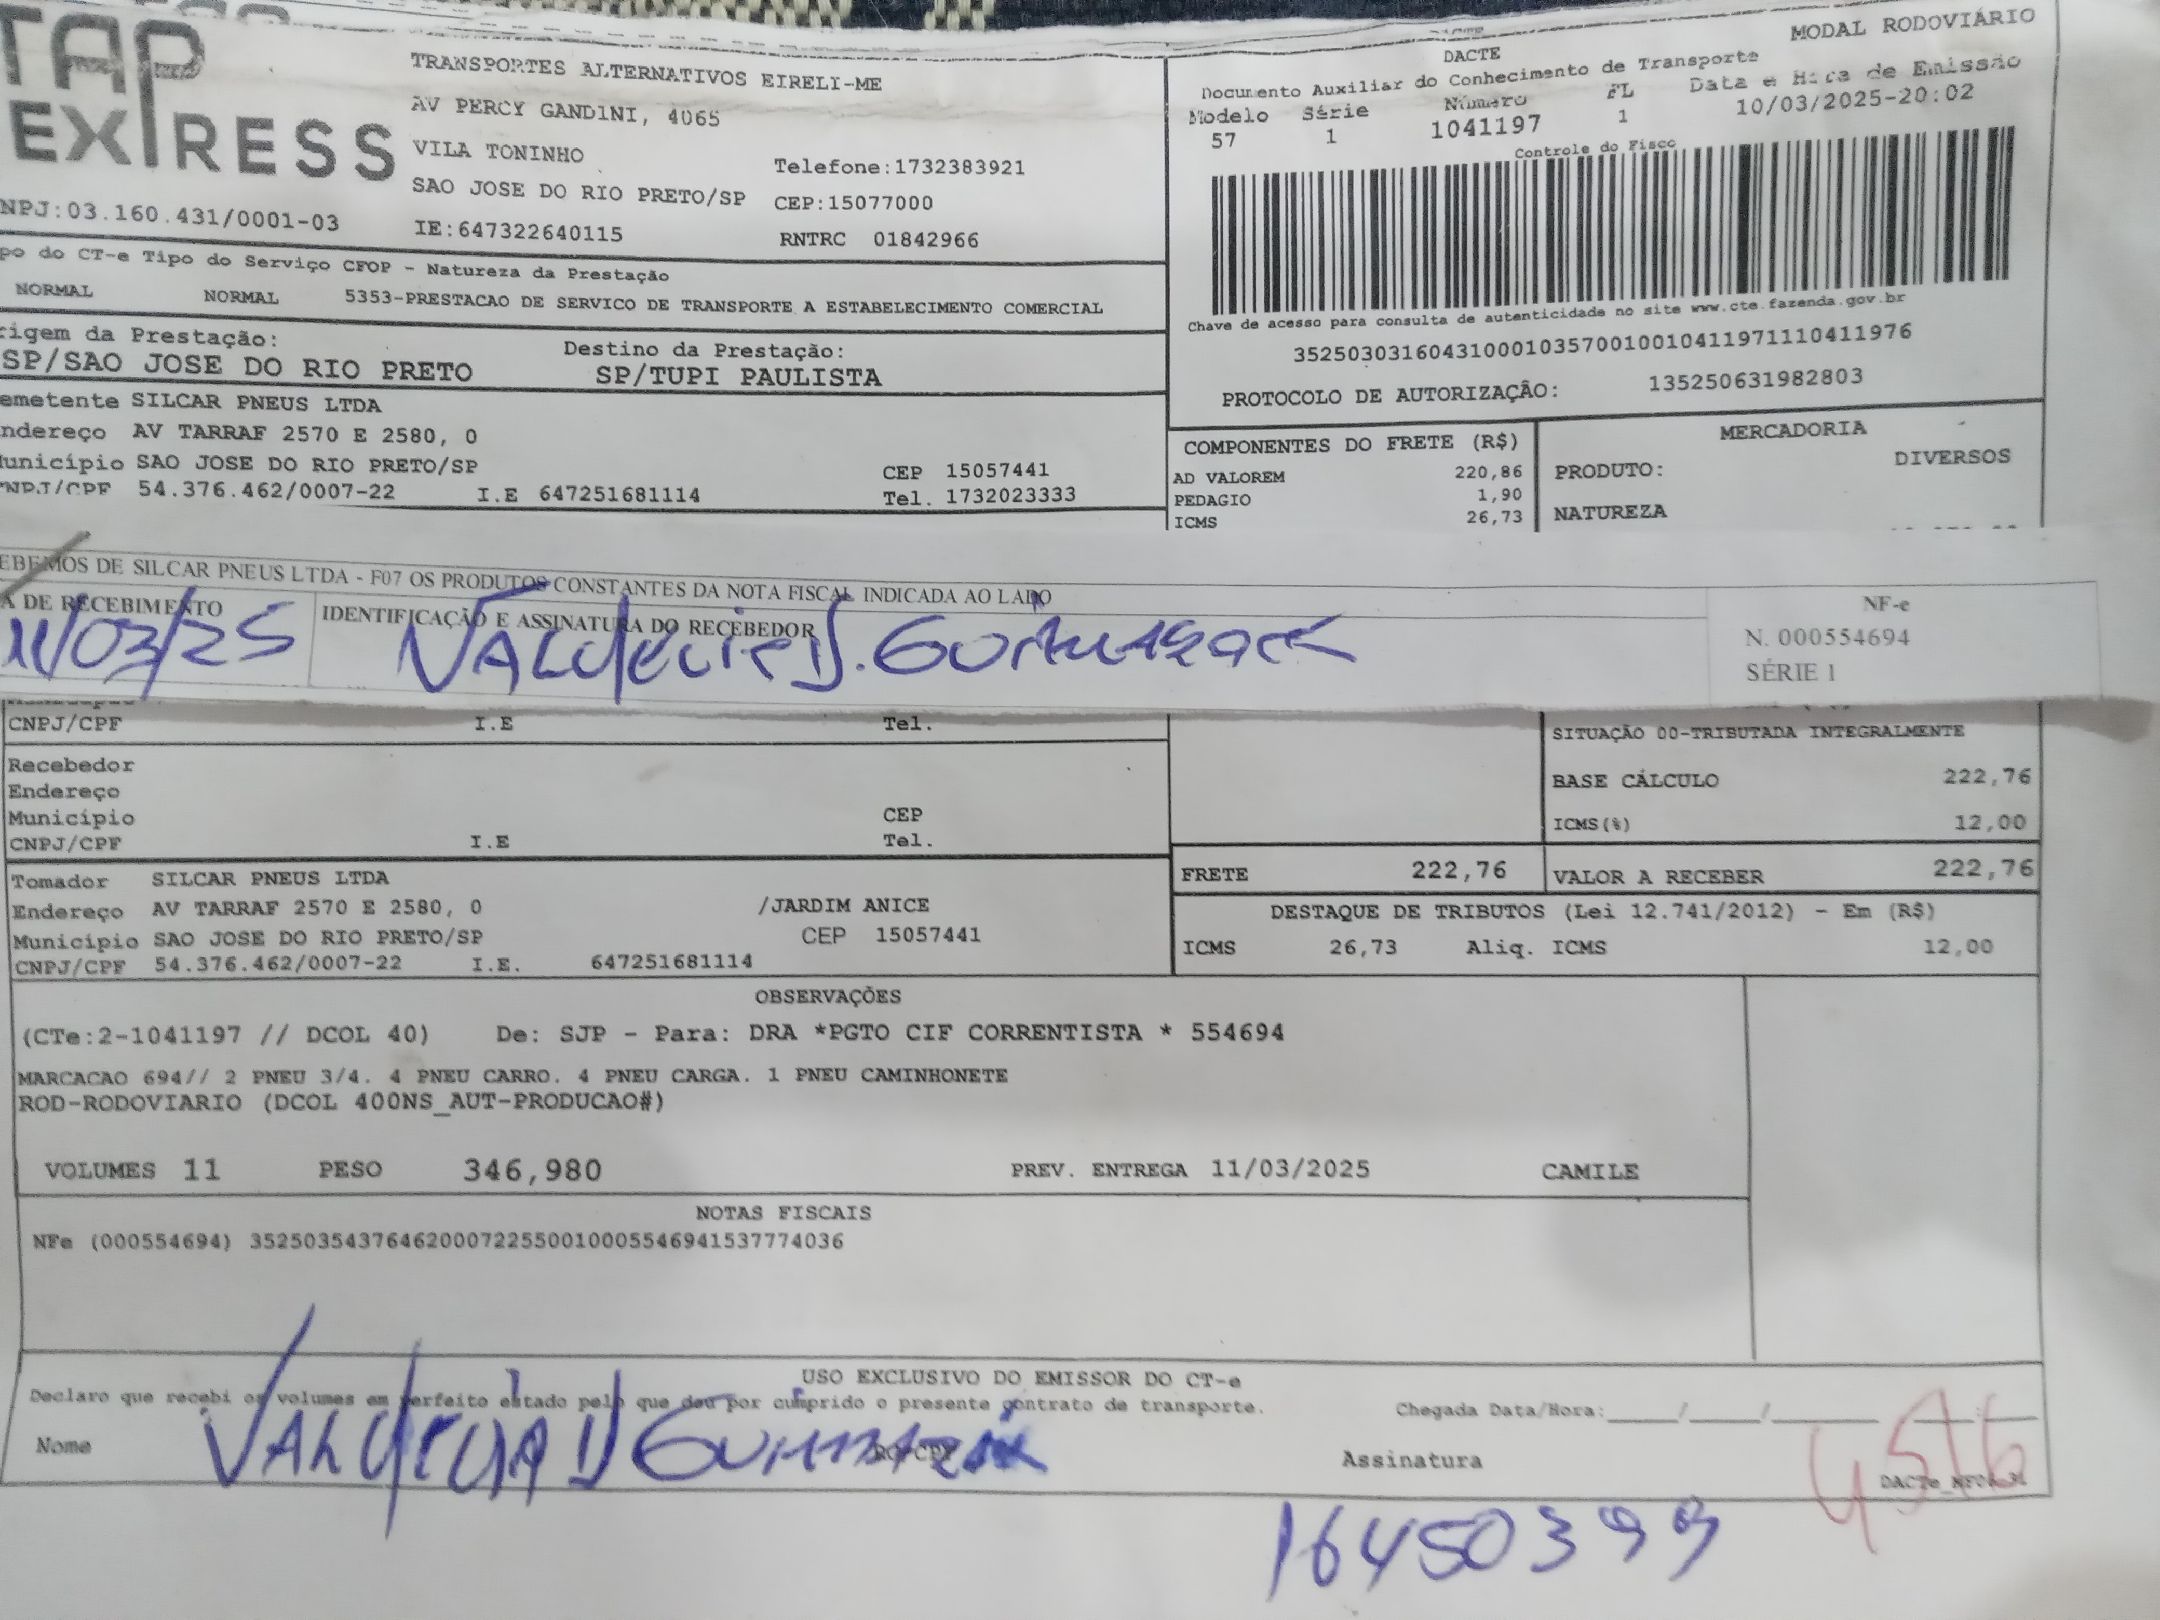 TAP
EXPRESS
TRANSPORTES ALTERNATIVOS EIRELI-ME
AV PERCY GANDINI, 4065
VILA TONINHO
Telefone:1732383921
SAO JOSE DO RIO PRETO/SP CEP:15077000
NPJ:03.160.431/0001-03
IE:647322640115
RNTRC 01842966
po do CT-e Tipo do Serviço CFOP - Natureza da Prestação
NORMAL NORMAL 5353-PRESTACAO DE SERVICO DE TRANSPORTE A ESTABELECIMENTO COMERCIAL
rigem da Prestação:
Destino da Prestação:
SP/SAO JOSE DO RIO PRETO
SP/TUPI PAULISTA
emetente SILCAR PNEUS LTDA
ndereço AV TARRAF 2570 E 2580, 0
unicípio SAO JOSE DO RIO PRETO/SP
CEP 15057441
NPJ/CPF 54.376.462/0007-22 I.E 647251681114 Tel. 1732023333
DACTE
MODAL RODOVIÁRIO
Documento Auxiliar do Conhecimento de Transporte
Modelo Série Número FL Data e Hora de Emissão
57 1 1041197 1 10/03/2025-20:02
Controle do Fisco
Chave de acesso para consulta de autenticidade no site www.cte.fazenda.gov.br
35250303160431000103570010010411971110411976
PROTOCOLO DE AUTORIZAÇÃO: 135250631982803
COMPONENTES DO FRETE (R$)
AD VALOREM 220,86
PEDAGIO 1,90
ICMS 26,73
MERCADORIA
PRODUTO: DIVERSOS
NATUREZA
EBEMOS DE SILCAR PNEUS LTDA - F07 OS PRODUTOS CONSTANTES DA NOTA FISCAL INDICADA AO LADO
A DE RECEBIMENTO
11/03/25
IDENTIFICAÇÃO E ASSINATURA DO RECEBEDOR
NF-e
N. 000554694
SÉRIE 1
CNPJ/CPF I.E Tel.
Recebedor
Endereço
Município CEP
CNPJ/CPF I.E Tel.
SITUAÇÃO 00-TRIBUTADA INTEGRALMENTE
BASE CÁLCULO 222,76
ICMS(%) 12,00
FRETE 222,76
VALOR A RECEBER 222,76
Tomador SILCAR PNEUS LTDA
Endereço AV TARRAF 2570 E 2580, 0 /JARDIM ANICE
Município SAO JOSE DO RIO PRETO/SP CEP 15057441
CNPJ/CPF 54.376.462/0007-22 I.E. 647251681114
DESTAQUE DE TRIBUTOS (Lei 12.741/2012) - Em (R$)
ICMS 26,73 Aliq. ICMS 12,00
OBSERVAÇÕES
(CTe:2-1041197 // DCOL 40) De: SJP - Para: DRA *PGTO CIF CORRENTISTA * 554694
MARCACAO 694// 2 PNEU 3/4. 4 PNEU CARRO. 4 PNEU CARGA. 1 PNEU CAMINHONETE
ROD-RODOVIARIO (DCOL 400NS_AUT-PRODUCAO#)
VOLUMES 11 PESO 346,980 PREV. ENTREGA 11/03/2025 CAMILE
NOTAS FISCAIS
NFe (000554694) 35250354376462000722550010005546941537774036
USO EXCLUSIVO DO EMISSOR DO CT-e
Declaro que recebi os volumes em perfeito estado pelo que dou por cumprido o presente contrato de transporte.
Chegada Data/Hora:____/____/______ ___:___
Nome
Assinatura
16450399